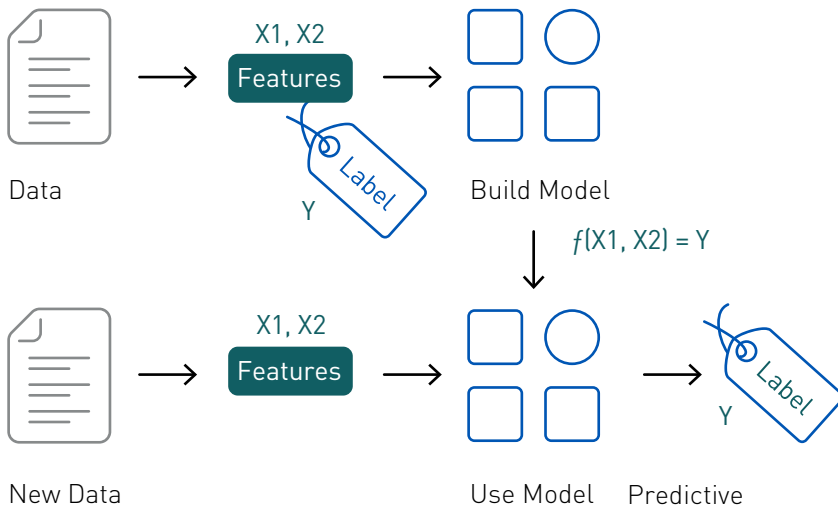 X1, X2
Features
Label
Y
Data
Build Model
f(X1, X2) = Y
X1, X2
Features
Label
Y
New Data
Use Model
Predictive